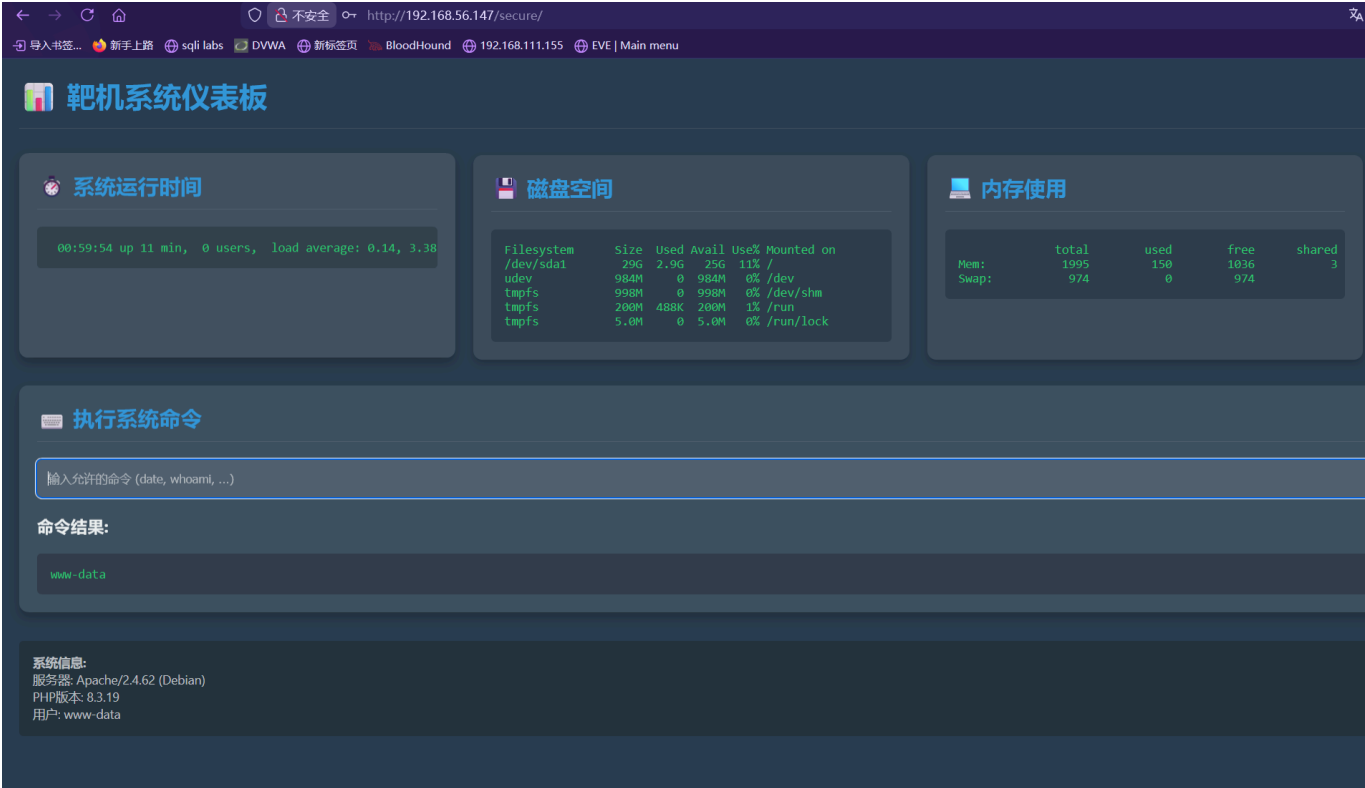 不安全 http://192.168.56.147/secure/
导入书签... 新手上路 sqli labs DVWA 新标签页 BloodHound 192.168.111.155 EVE | Main menu
靶机系统仪表板
系统运行时间
00:59:54 up 11 min,  0 users,  load average: 0.14, 3.38
磁盘空间
Filesystem      Size  Used Avail Use% Mounted on
/dev/sda1        29G  2.9G   25G  11% /
udev            984M     0  984M   0% /dev
tmpfs           998M     0  998M   0% /dev/shm
tmpfs           200M  488K  200M   1% /run
tmpfs           5.0M     0  5.0M   0% /run/lock
内存使用
total        used        free      shared
Mem:           1995         150        1036           3
Swap:           974           0         974
执行系统命令
输入允许的命令 (date, whoami, ...)
命令结果:
www-data
系统信息:
服务器: Apache/2.4.62 (Debian)
PHP版本: 8.3.19
用户: www-data